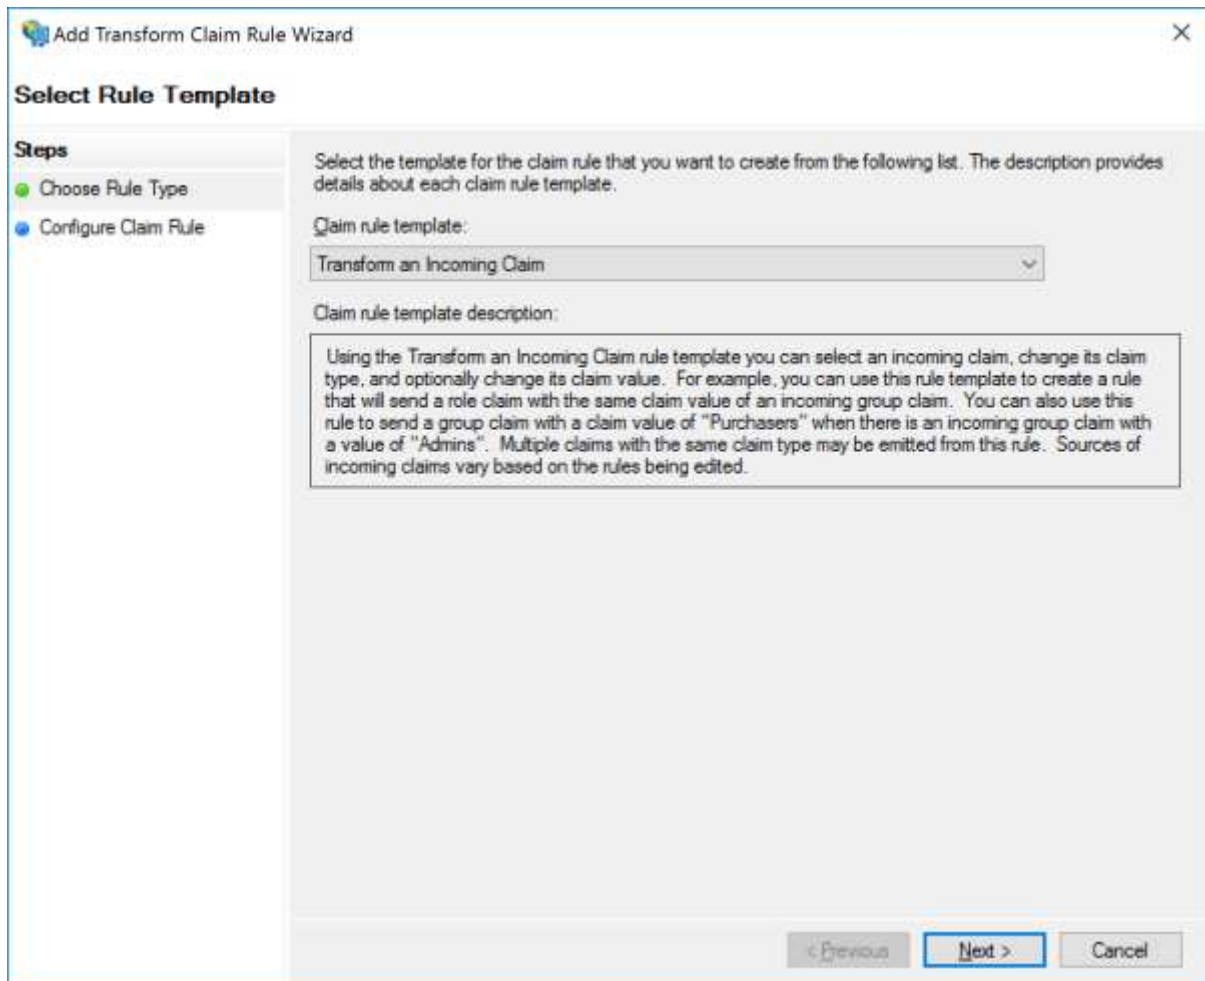 Add Transform Claim Rule Wizard
Select Rule Template
Steps
Choose Rule Type
Configure Claim Rule
Select the template for the claim rule that you want to create from the following list. The description provides
details about each claim rule template.
Claim rule template:
Transform an Incoming Claim
Claim rule template description:
Using the Transform an Incoming Claim rule template you can select an incoming claim, change its claim
type, and optionally change its claim value. For example, you can use this rule template to create a rule
that will send a role claim with the same claim value of an incoming group claim. You can also use this
rule to send a group claim with a claim value of "Purchasers" when there is an incoming group claim with
a value of "Admins". Multiple claims with the same claim type may be emitted from this rule. Sources of
incoming claims vary based on the rules being edited.
< Previous
Next >
Cancel